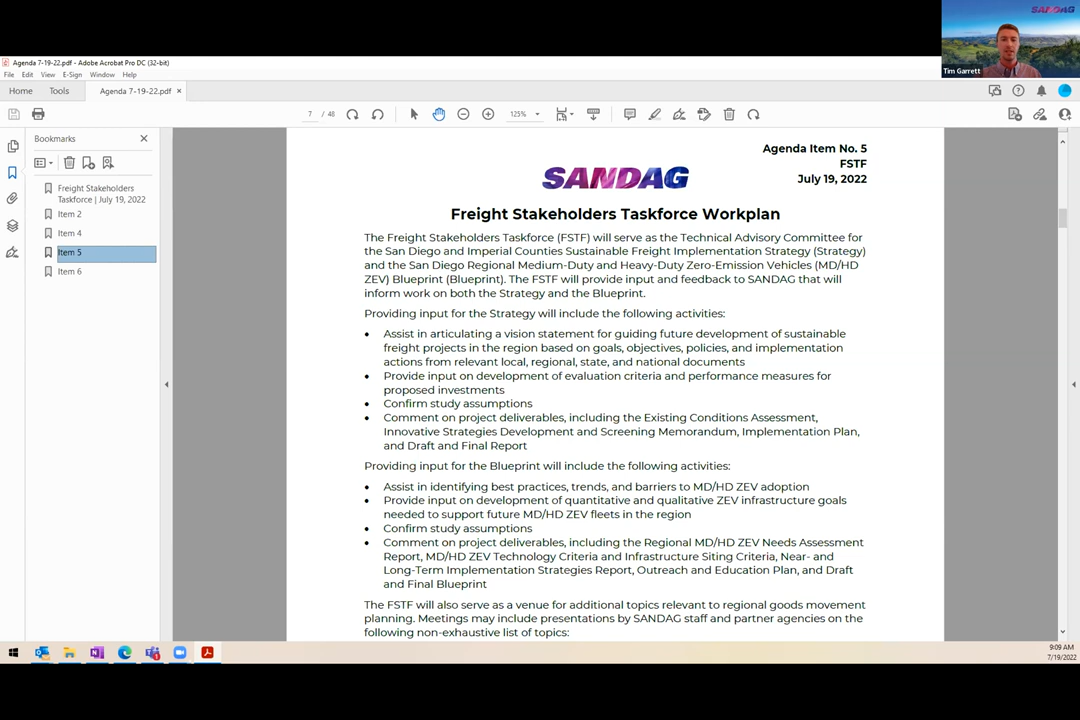 SANDAG
Tim Garrett
Agenda 7-19-22.pdf - Adobe Acrobat Pro DC (32-bit)
File Edit View E-Sign Window Help
Home Tools Agenda 7-19-22.pdf ×
7 / 48 125%
Bookmarks
Freight Stakeholders
Taskforce | July 19, 2022
Item 2
Item 4
Item 5
Item 6
Agenda Item No. 5
FSTF
July 19, 2022
SANDAG
Freight Stakeholders Taskforce Workplan
The Freight Stakeholders Taskforce (FSTF) will serve as the Technical Advisory Committee for
the San Diego and Imperial Counties Sustainable Freight Implementation Strategy (Strategy)
and the San Diego Regional Medium-Duty and Heavy-Duty Zero-Emission Vehicles (MD/HD
ZEV) Blueprint (Blueprint). The FSTF will provide input and feedback to SANDAG that will
inform work on both the Strategy and the Blueprint.
Providing input for the Strategy will include the following activities:
• Assist in articulating a vision statement for guiding future development of sustainable
freight projects in the region based on goals, objectives, policies, and implementation
actions from relevant local, regional, state, and national documents
• Provide input on development of evaluation criteria and performance measures for
proposed investments
• Confirm study assumptions
• Comment on project deliverables, including the Existing Conditions Assessment,
Innovative Strategies Development and Screening Memorandum, Implementation Plan,
and Draft and Final Report
Providing input for the Blueprint will include the following activities:
• Assist in identifying best practices, trends, and barriers to MD/HD ZEV adoption
• Provide input on development of quantitative and qualitative ZEV infrastructure goals
needed to support future MD/HD ZEV fleets in the region
• Confirm study assumptions
• Comment on project deliverables, including the Regional MD/HD ZEV Needs Assessment
Report, MD/HD ZEV Technology Criteria and Infrastructure Siting Criteria, Near- and
Long-Term Implementation Strategies Report, Outreach and Education Plan, and Draft
and Final Blueprint
The FSTF will also serve as a venue for additional topics relevant to regional goods movement
planning. Meetings may include presentations by SANDAG staff and partner agencies on the
following non-exhaustive list of topics:
9:09 AM
7/19/2022